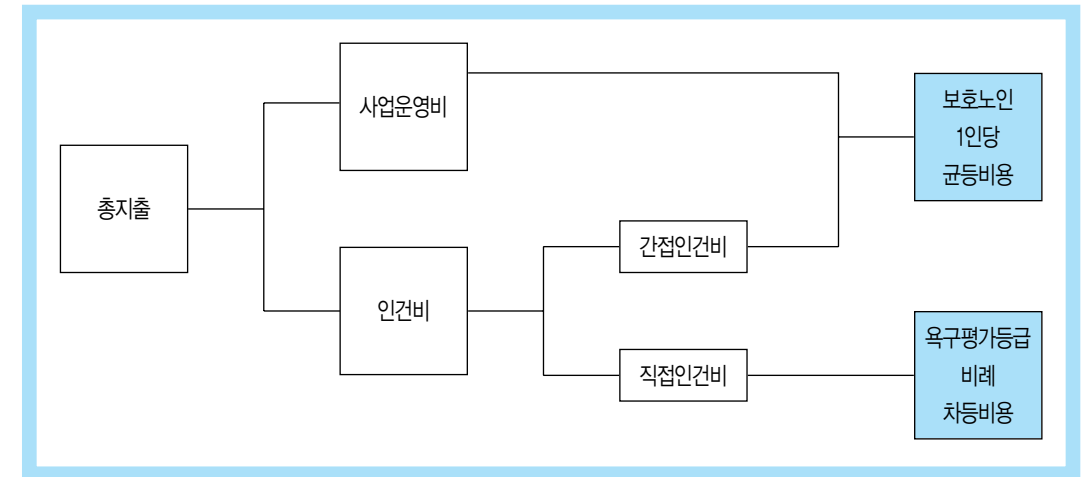 총지출
사업운영비
인건비
간접인건비
직접인건비
보호노인
1인당
균등비용
욕구평가등급
비례
차등비용